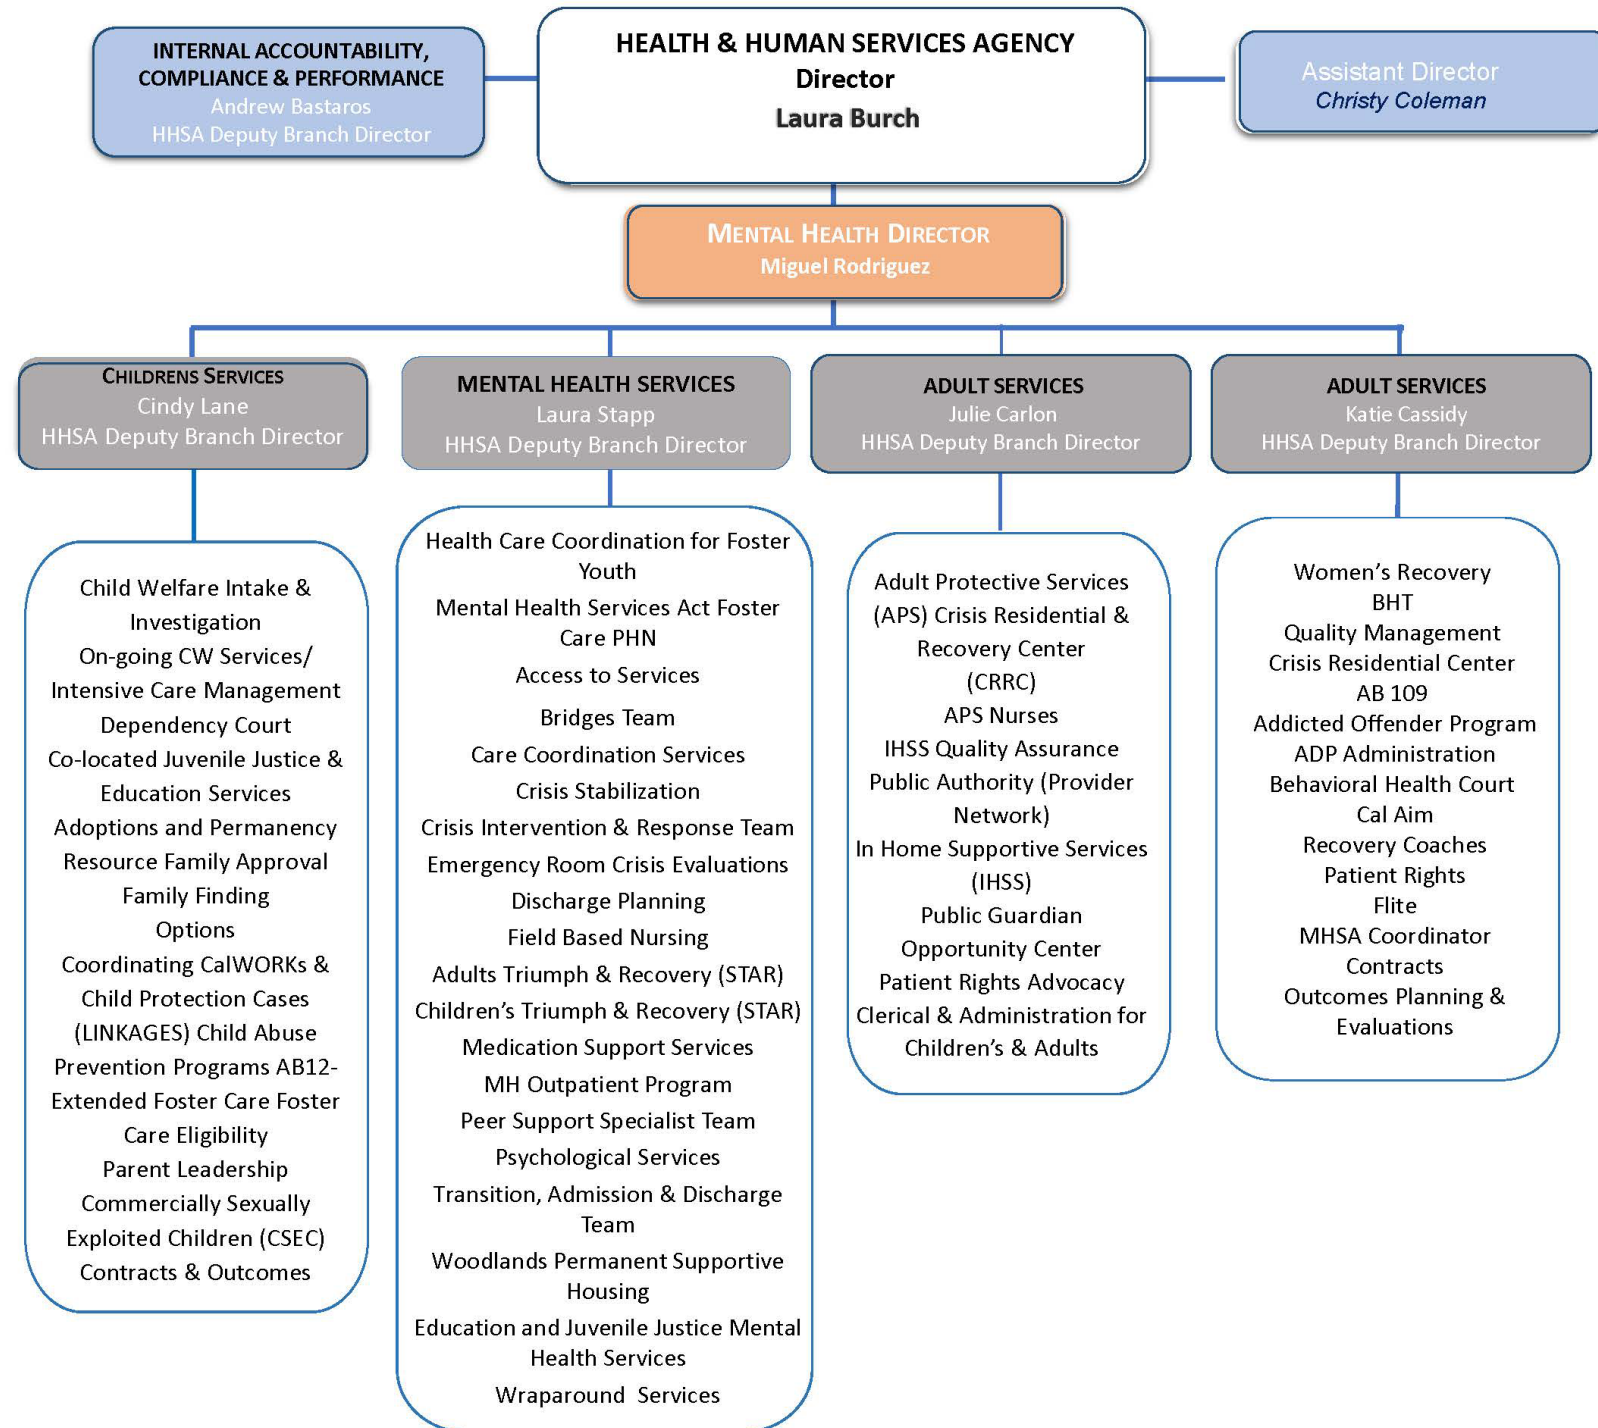 INTERNAL ACCOUNTABILITY,
COMPLIANCE & PERFORMANCE
Andrew Bastaros
HHSA Deputy Branch Director
HEALTH & HUMAN SERVICES AGENCY
Director
Laura Burch
Assistant Director
Christy Coleman
MENTAL HEALTH DIRECTOR
Miguel Rodriguez
CHILDRENS SERVICES
Cindy Lane
HHSA Deputy Branch Director
MENTAL HEALTH SERVICES
Laura Stapp
HHSA Deputy Branch Director
ADULT SERVICES
Julie Carlon
HHSA Deputy Branch Director
ADULT SERVICES
Katie Cassidy
HHSA Deputy Branch Director
Child Welfare Intake &
Investigation
On-going CW Services/
Intensive Care Management
Dependency Court
Co-located Juvenile Justice &
Education Services
Adoptions and Permanency
Resource Family Approval
Family Finding
Options
Coordinating CalWORKs &
Child Protection Cases
(LINKAGES) Child Abuse
Prevention Programs AB12-
Extended Foster Care Foster
Care Eligibility
Parent Leadership
Commercially Sexually
Exploited Children (CSEC)
Contracts & Outcomes
Health Care Coordination for Foster
Youth
Mental Health Services Act Foster
Care PHN
Access to Services
Bridges Team
Care Coordination Services
Crisis Stabilization
Crisis Intervention & Response Team
Emergency Room Crisis Evaluations
Discharge Planning
Field Based Nursing
Adults Triumph & Recovery (STAR)
Children’s Triumph & Recovery (STAR)
Medication Support Services
MH Outpatient Program
Peer Support Specialist Team
Psychological Services
Transition, Admission & Discharge
Team
Woodlands Permanent Supportive
Housing
Education and Juvenile Justice Mental
Health Services
Wraparound Services
Adult Protective Services
(APS) Crisis Residential &
Recovery Center
(CRRC)
APS Nurses
IHSS Quality Assurance
Public Authority (Provider
Network)
In Home Supportive Services
(IHSS)
Public Guardian
Opportunity Center
Patient Rights Advocacy
Clerical & Administration for
Children’s & Adults
Women’s Recovery
BHT
Quality Management
Crisis Residential Center
AB 109
Addicted Offender Program
ADP Administration
Behavioral Health Court
Cal Aim
Recovery Coaches
Patient Rights
Flite
MHSA Coordinator
Contracts
Outcomes Planning &
Evaluations